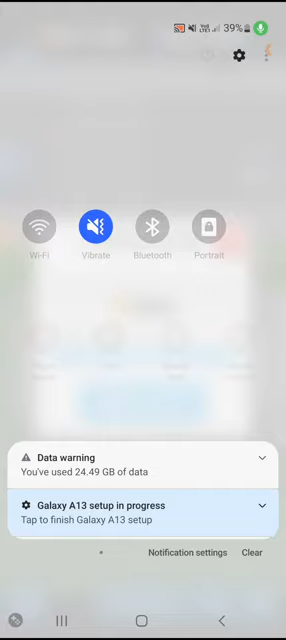 39%
Wi-Fi
Vibrate
Bluetooth
Portrait
Data warning
You've used 24.49 GB of data
Galaxy A13 setup in progress
Tap to finish Galaxy A13 setup
Notification settings
Clear